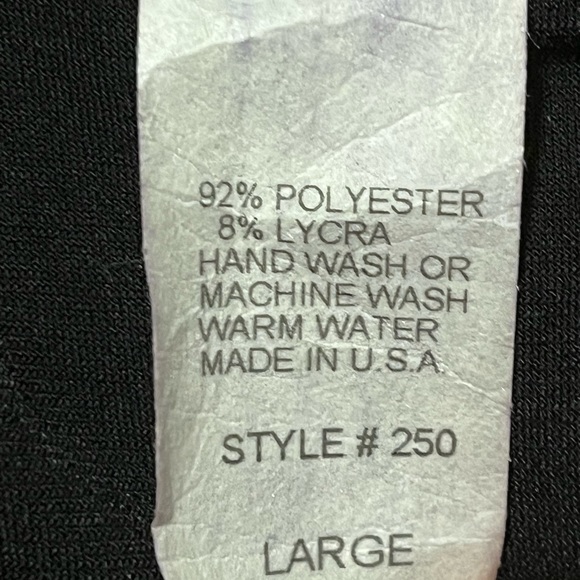 92% POLYESTER
8% LYCRA
HAND WASH OR
MACHINE WASH
WARM WATER
MADE IN U.S.A.
STYLE # 250
LARGE